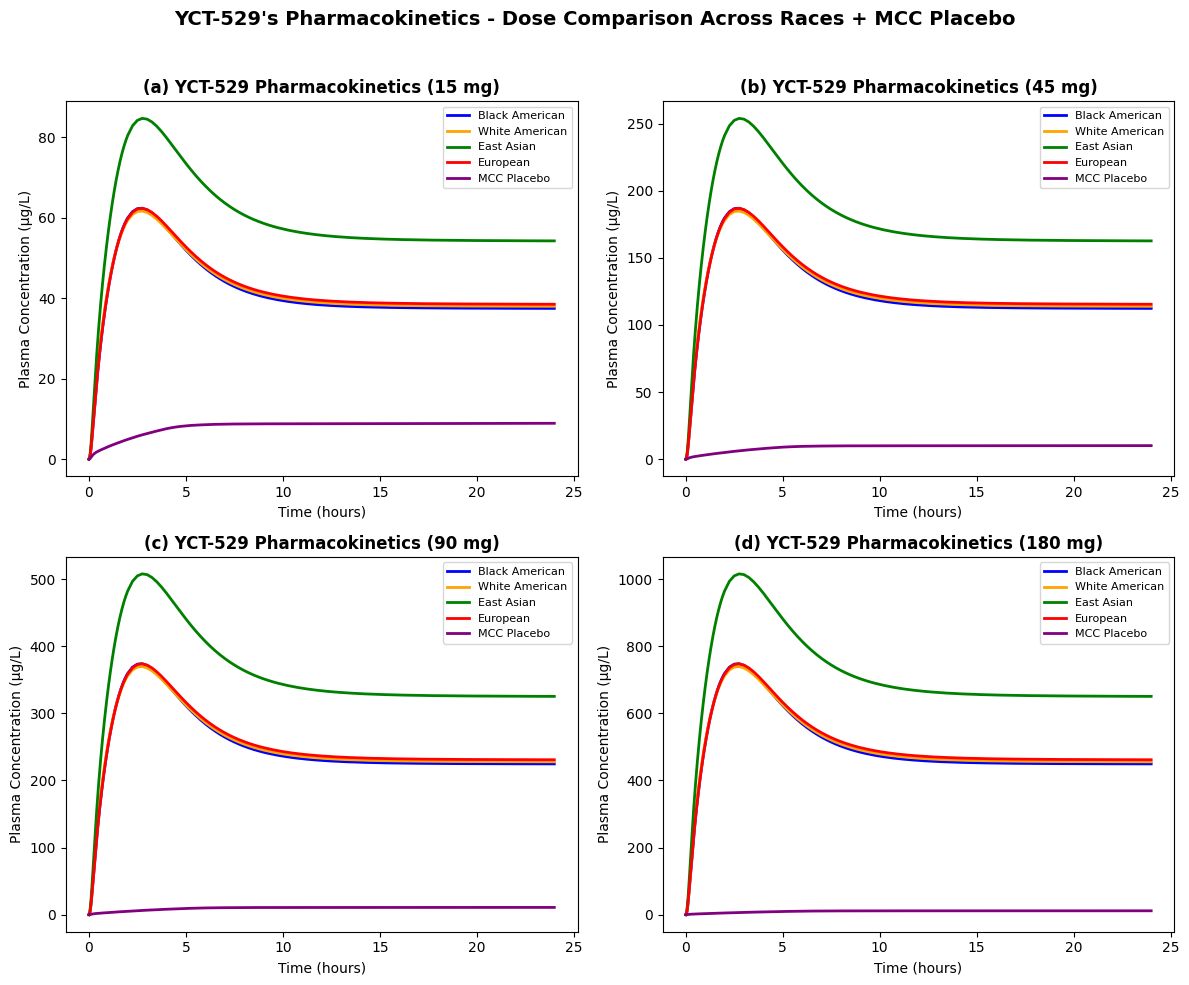 YCT-529's Pharmacokinetics - Dose Comparison Across Races + MCC Placebo
(a) YCT-529 Pharmacokinetics (15 mg)
Plasma Concentration (µg/L)
80
60
40
20
0
Black American
White American
East Asian
European
MCC Placebo
0 5 10 15 20 25
Time (hours)
(b) YCT-529 Pharmacokinetics (45 mg)
Plasma Concentration (µg/L)
250
200
150
100
50
0
Black American
White American
East Asian
European
MCC Placebo
0 5 10 15 20 25
Time (hours)
(c) YCT-529 Pharmacokinetics (90 mg)
Plasma Concentration (µg/L)
500
400
300
200
100
0
Black American
White American
East Asian
European
MCC Placebo
0 5 10 15 20 25
Time (hours)
(d) YCT-529 Pharmacokinetics (180 mg)
Plasma Concentration (µg/L)
1000
800
600
400
200
0
Black American
White American
East Asian
European
MCC Placebo
0 5 10 15 20 25
Time (hours)